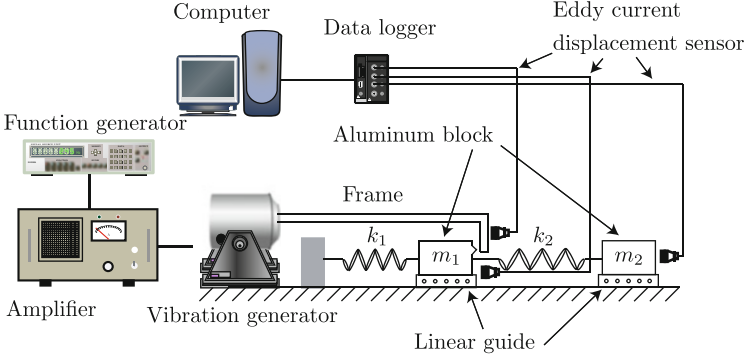 Computer
Data logger
Eddy current
displacement sensor
Function generator
Aluminum block
Frame
k1
m1
k2
m2
Amplifier
Vibration generator
Linear guide